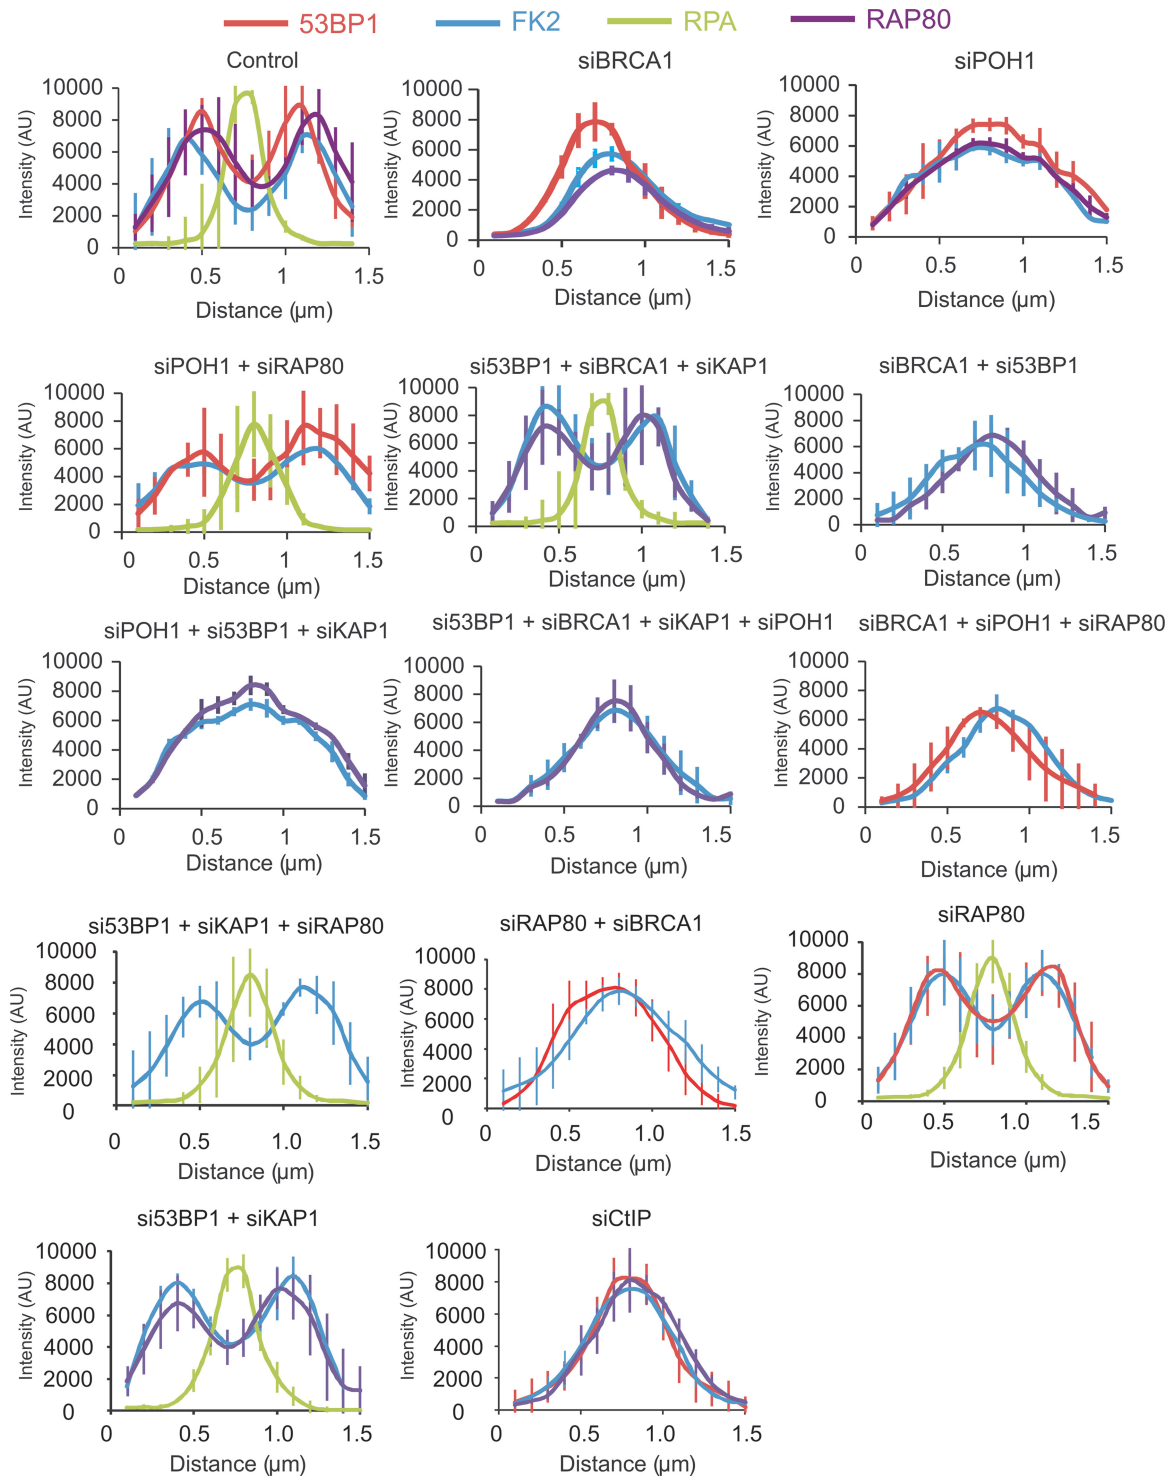 53BP1 FK2 RPA RAP80
Control
Intensity (AU)
10000
8000
6000
4000
2000
0
0 0.5 1 1.5
Distance (µm)
siBRCA1
Intensity (AU)
10000
8000
6000
4000
2000
0
0 0.5 1 1.5
Distance (µm)
siPOH1
Intensity (AU)
10000
8000
6000
4000
2000
0
0 0.5 1.0 1.5
Distance (µm)
siPOH1 + siRAP80
Intensity (AU)
10000
8000
6000
4000
2000
0
0 0.5 1 1.5
Distance (µm)
si53BP1 + siBRCA1 + siKAP1
Intensity (AU)
10000
8000
6000
4000
2000
0
0 0.5 1 1.5
Distance (µm)
siBRCA1 + si53BP1
Intensity (AU)
10000
8000
6000
4000
2000
0
0 0.5 1 1.5
Distance (µm)
siPOH1 + si53BP1 + siKAP1
Intensity (AU)
10000
8000
6000
4000
2000
0
0 0.5 1 1.5
Distance (µm)
si53BP1 + siBRCA1 + siKAP1 + siPOH1
Intensity (AU)
10000
8000
6000
4000
2000
0
0 0.5 1 1.5
Distance (µm)
siBRCA1 + siPOH1 + siRAP80
Intensity (AU)
10000
8000
6000
4000
2000
0
0 0.5 1 1.5
Distance (µm)
si53BP1 + siKAP1 + siRAP80
Intensity (AU)
10000
8000
6000
4000
2000
0
0 0.5 1.0 1.5
Distance (µm)
siRAP80 + siBRCA1
Intensity (AU)
10000
8000
6000
4000
2000
0
0 0.5 1.0 1.5
Distance (µm)
siRAP80
Intensity (AU)
10000
8000
6000
4000
2000
0
0 0.5 1.0 1.5
Distance (µm)
si53BP1 + siKAP1
Intensity (AU)
10000
8000
6000
4000
2000
0
0 0.5 1.0 1.5
Distance (µm)
siCtIP
Intensity (AU)
10000
8000
6000
4000
2000
0
0 0.5 1.0 1.5
Distance (µm)